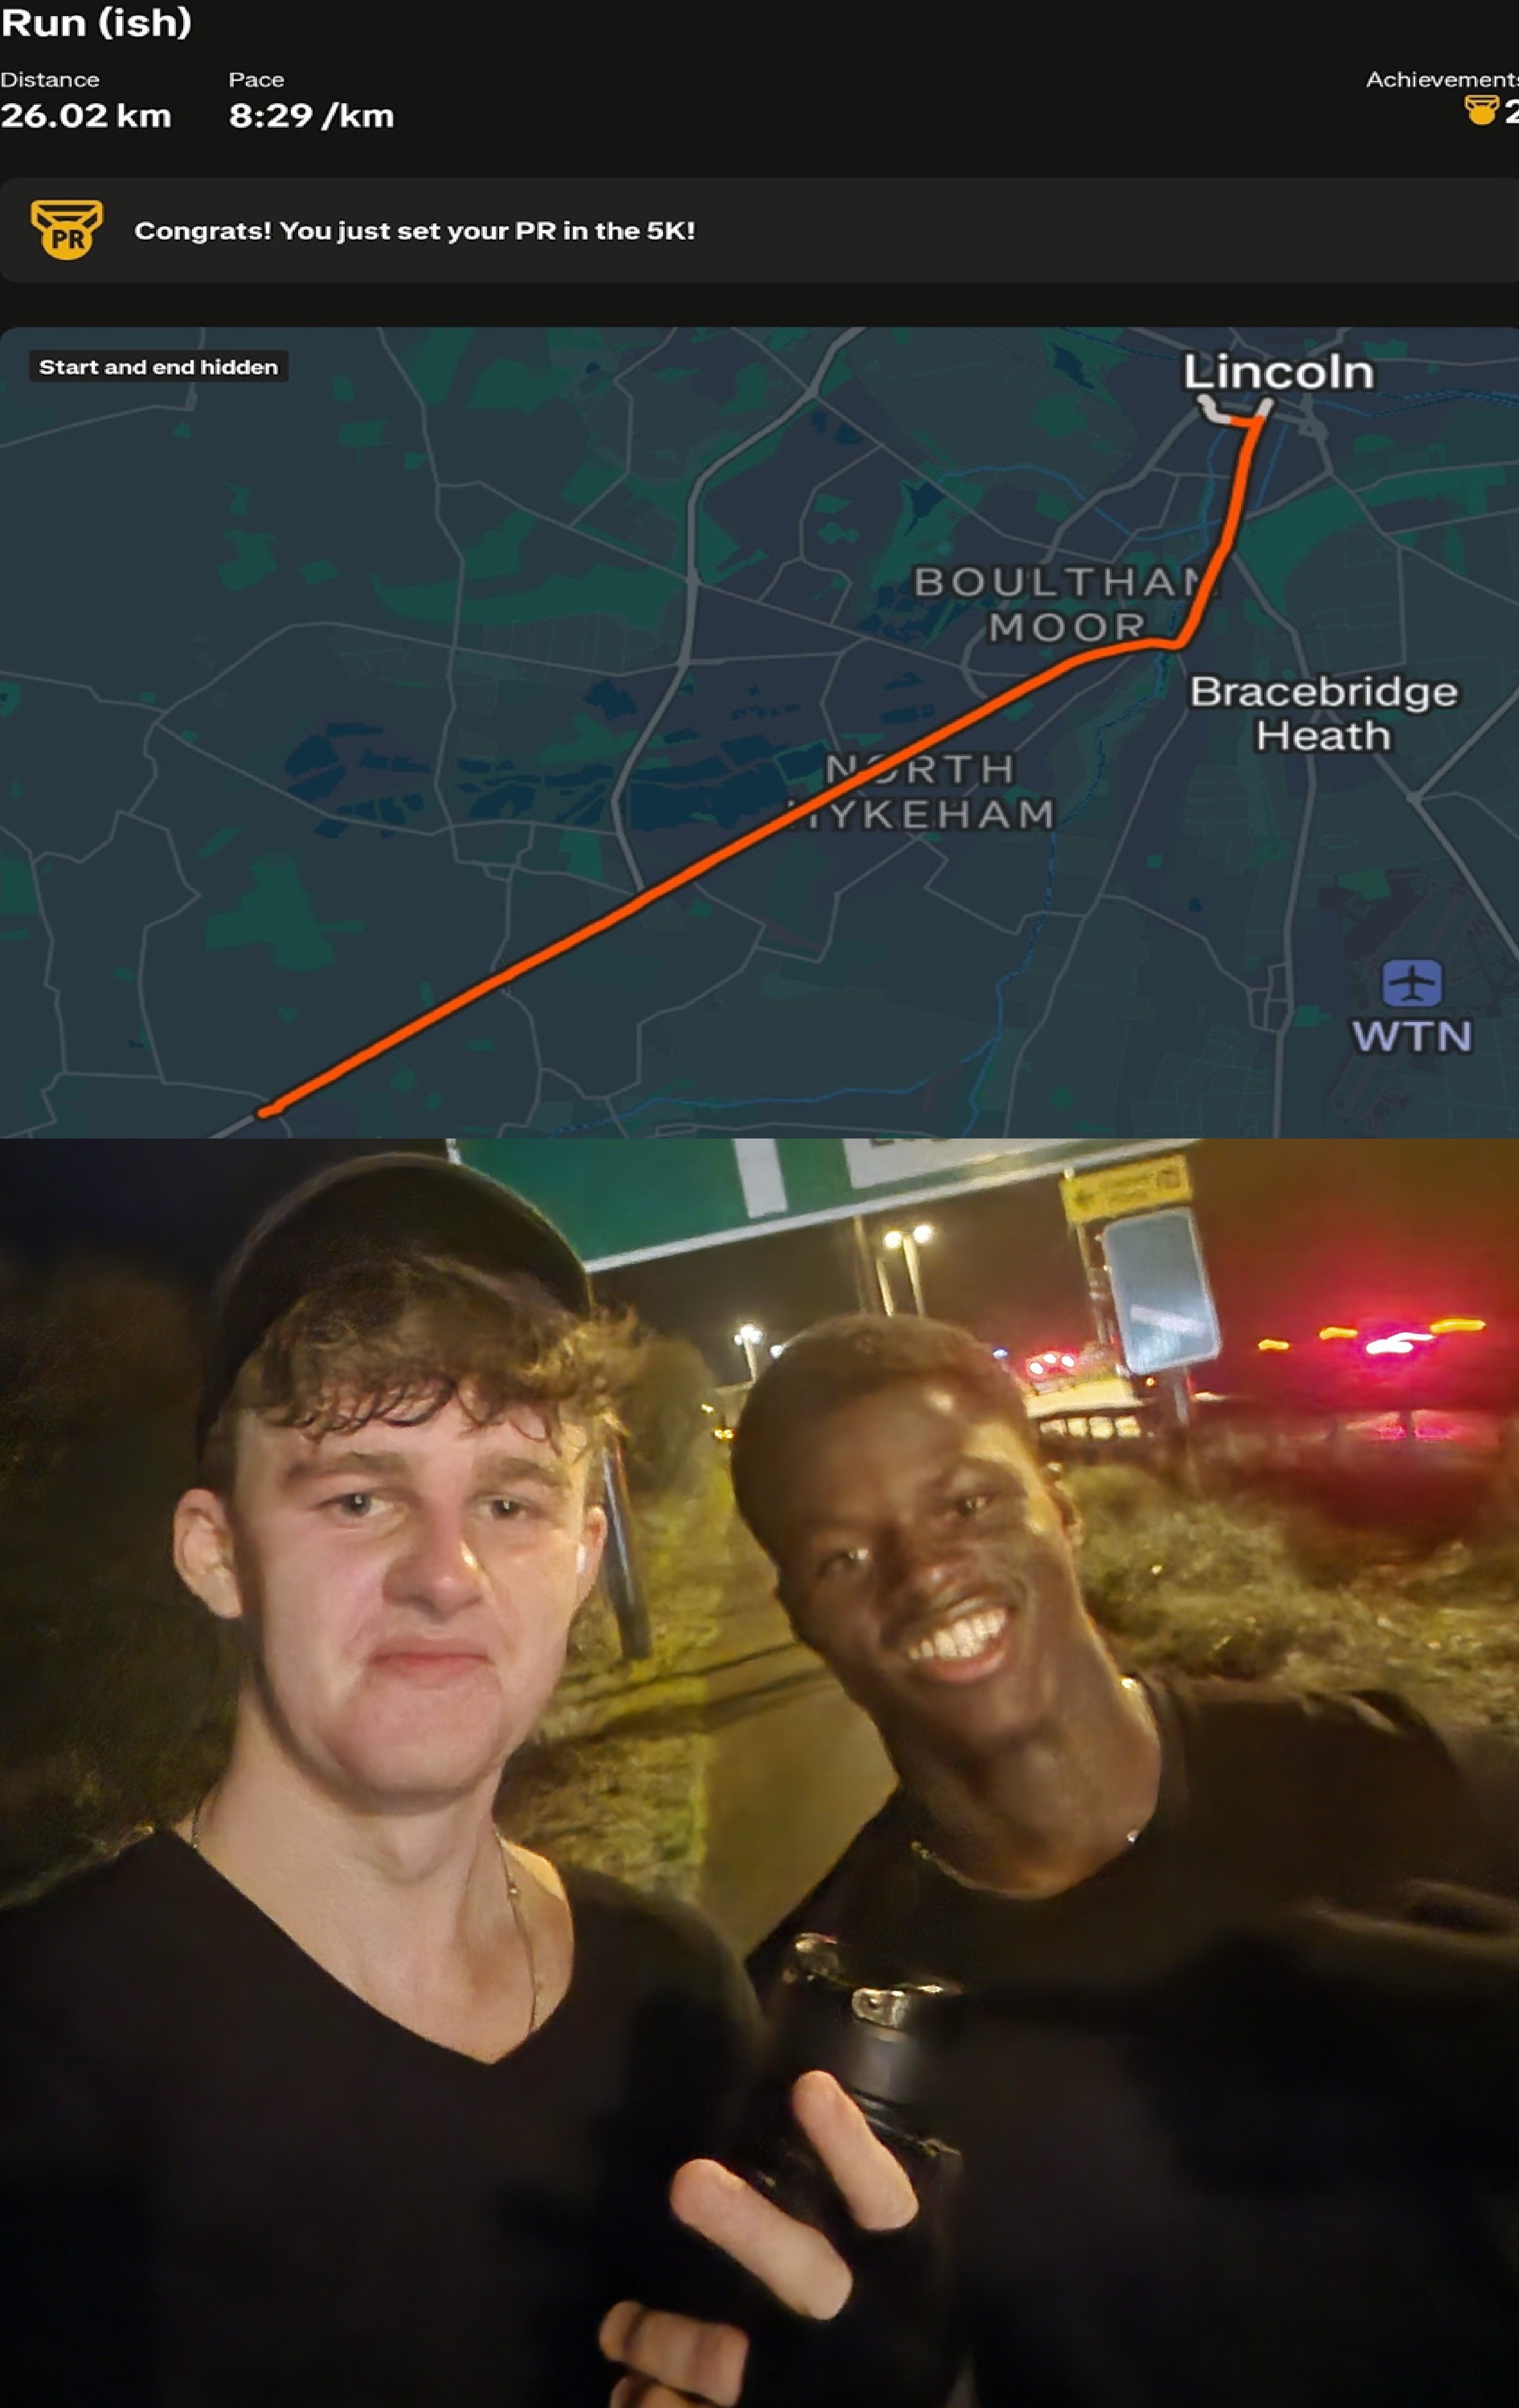 Run (ish)
Distance Pace Achievements
26.02 km 8:29 /km 2
PR Congrats! You just set your PR in the 5K!
Start and end hidden
Lincoln
BOULTHAM
MOOR
Bracebridge
Heath
NORTH
HYKEHAM
WTN